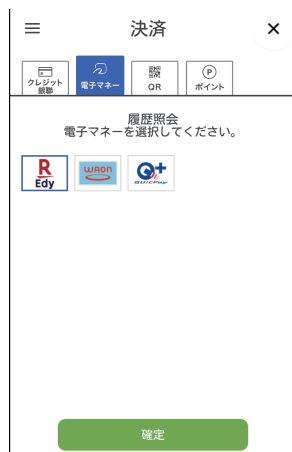 決済
クレジット
銀聯
電子マネー
QR
P
ポイント
履歴照会
電子マネーを選択してください。
R
Edy
WAON
Q+
QUICPay
確定